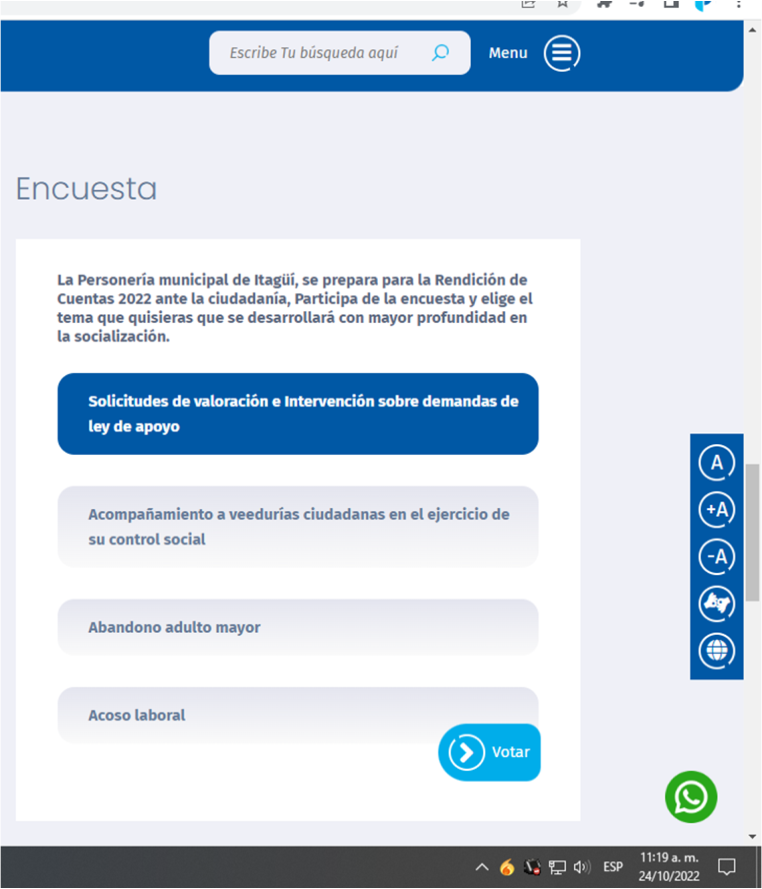 Escribe Tu búsqueda aquí
Menu
Encuesta
La Personería municipal de Itagüí, se prepara para la Rendición de
Cuentas 2022 ante la ciudadanía, Participa de la encuesta y elige el
tema que quisieras que se desarrollará con mayor profundidad en
la socialización.
Solicitudes de valoración e Intervención sobre demandas de
ley de apoyo
Acompañamiento a veedurías ciudadanas en el ejercicio de
su control social
Abandono adulto mayor
Acoso laboral
Votar
A
+A
-A
ESP
11:19 a. m.
24/10/2022